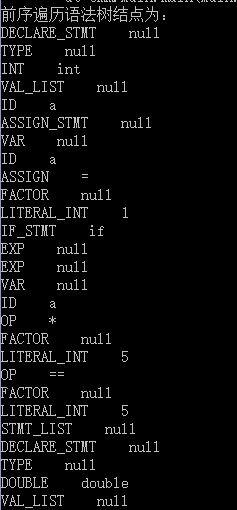 前序遍历语法树结点为：
DECLARE_STMT null
TYPE null
INT int
VAL_LIST null
ID a
ASSIGN_STMT null
VAR null
ID a
ASSIGN =
FACTOR null
LITERAL_INT 1
IF_STMT if
EXP null
EXP null
VAR null
ID a
OP *
FACTOR null
LITERAL_INT 5
OP ==
FACTOR null
LITERAL_INT 5
STMT_LIST null
DECLARE_STMT null
TYPE null
DOUBLE double
VAL_LIST null